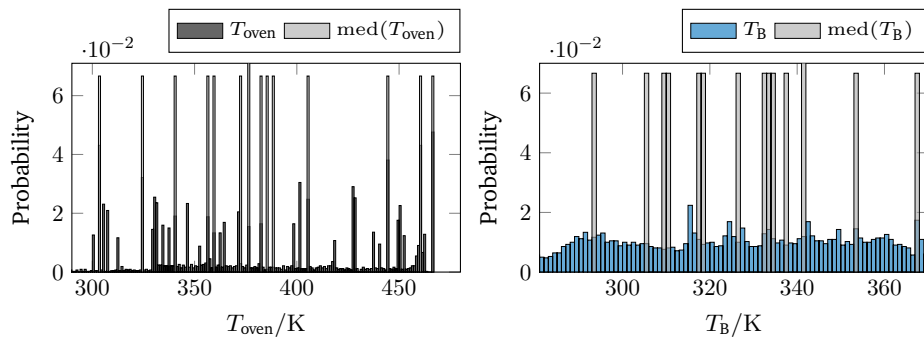 T_oven med(T_oven)
·10⁻²
Probability
6
4
2
0
300 350 400 450
T_oven/K
T_B med(T_B)
·10⁻²
Probability
6
4
2
0
300 320 340 360
T_B/K